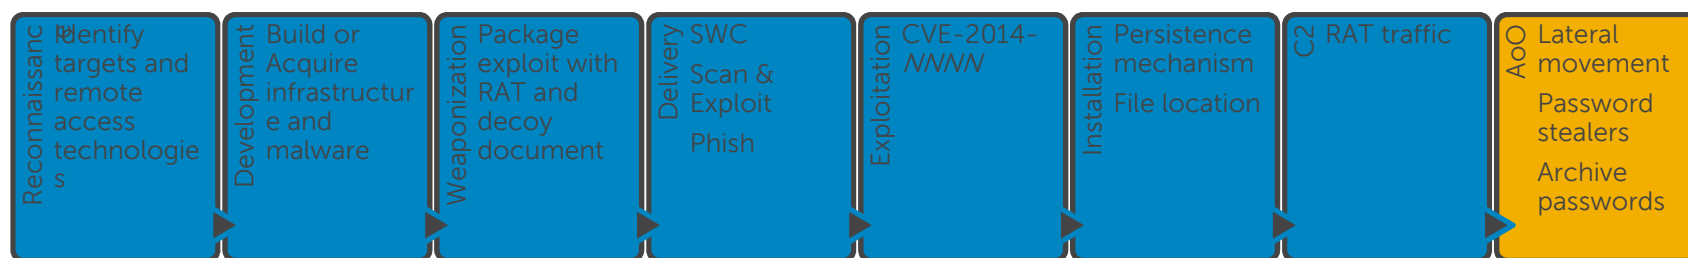 Reconnaissance
Identify
targets and
remote
access
technologie
s
Development
Build or
Acquire
infrastructur
e and
malware
Weaponization
Package
exploit with
RAT and
decoy
document
Delivery
SWC
Scan &
Exploit
Phish
Exploitation
CVE-2014-
NNNN
Installation
Persistence
mechanism
File location
C2
RAT traffic
AoO
Lateral
movement
Password
stealers
Archive
passwords